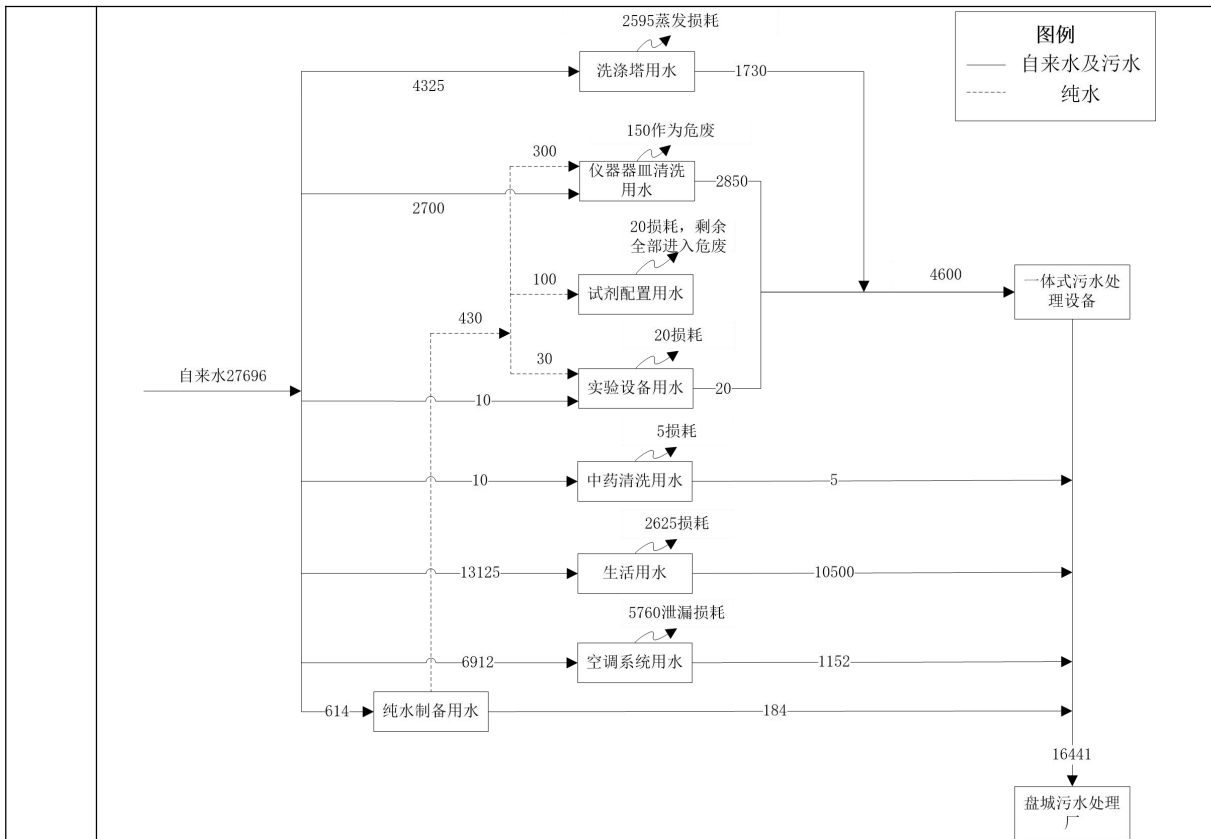 2595蒸发损耗
图例
自来水及污水
纯水
洗涤塔用水
4325
1730
150作为危废
300
仪器器皿清洗
用水
2850
2700
20损耗，剩余
全部进入危废
100
试剂配置用水
4600
一体式污水处
理设备
430
20损耗
30
实验设备用水
20
自来水27696
10
5损耗
10
中药清洗用水
5
2625损耗
13125
生活用水
10500
5760泄漏损耗
6912
空调系统用水
1152
614
纯水制备用水
184
16441
盘城污水处理
厂